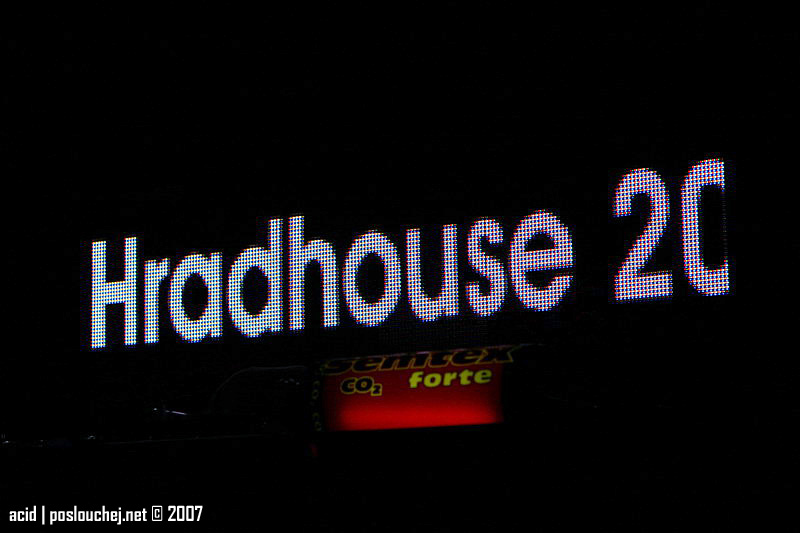 Hradhouse 20
semtex
CO2 forte
acid | poslouchej.net © 2007